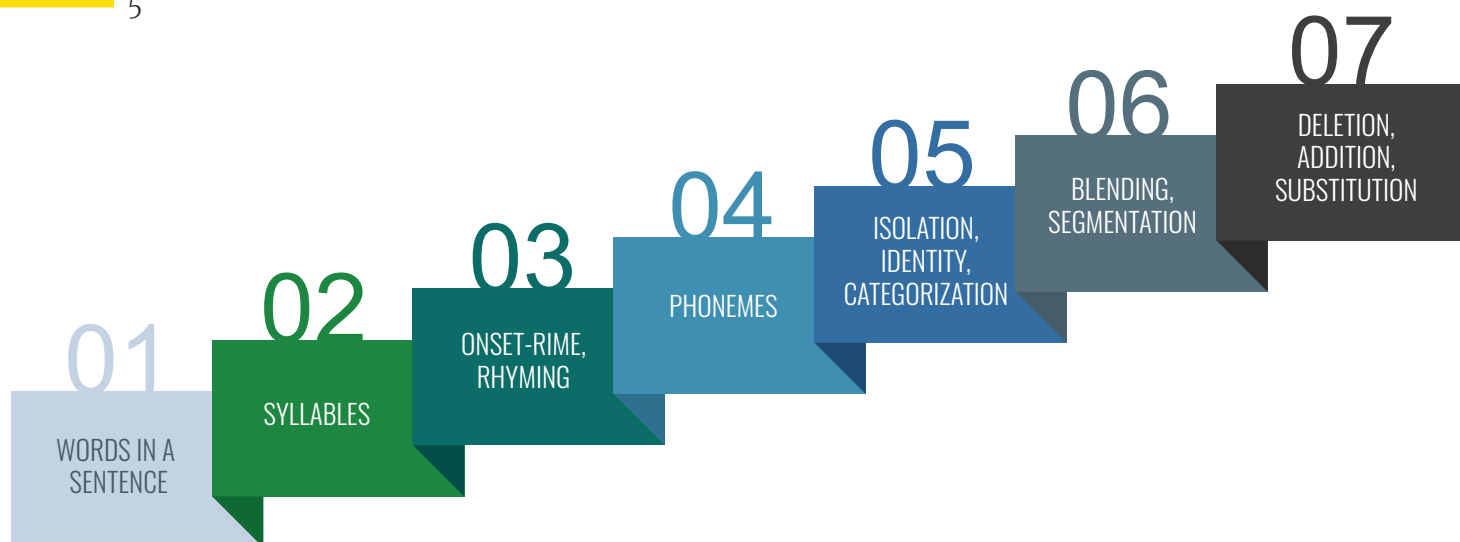 5
01
WORDS IN A
SENTENCE
02
SYLLABLES
03
ONSET-RIME,
RHYMING
04
PHONEMES
05
ISOLATION,
IDENTITY,
CATEGORIZATION
06
BLENDING,
SEGMENTATION
07
DELETION,
ADDITION,
SUBSTITUTION